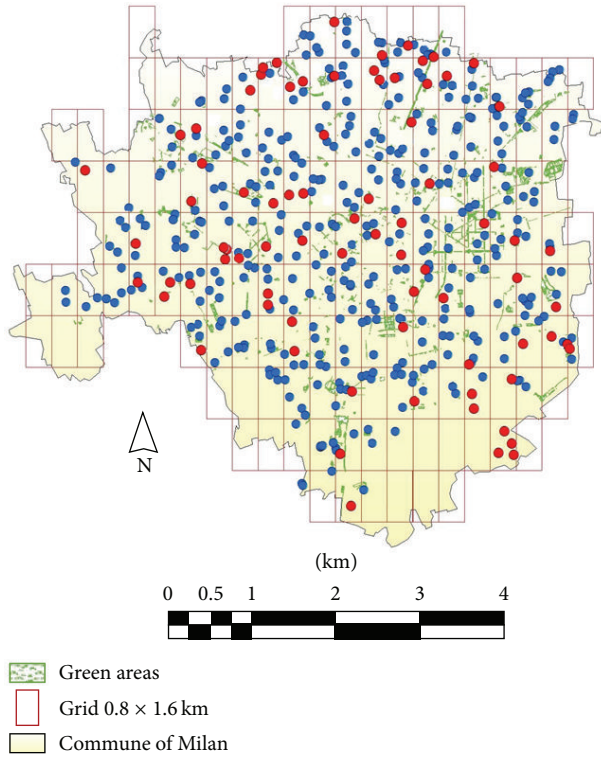 N
(km)
0 0.5 1 2 3 4
Green areas
Grid 0.8 × 1.6 km
Commune of Milan